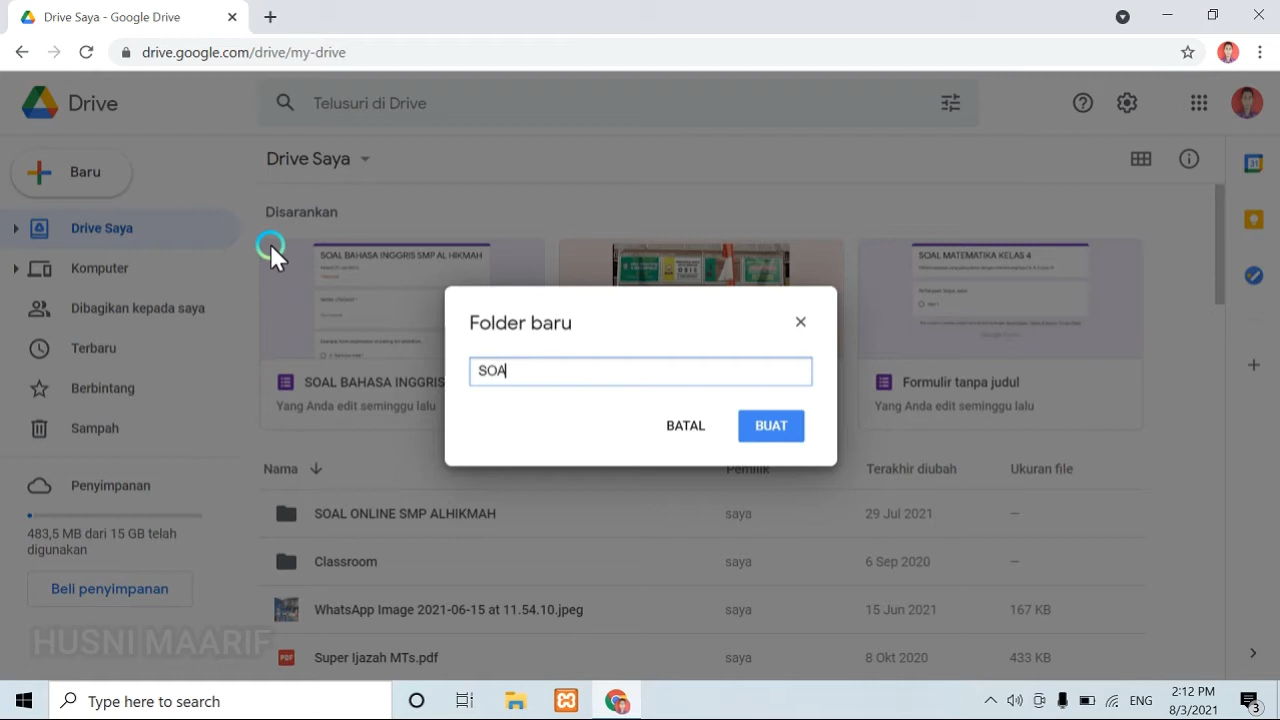 Drive Saya - Google Drive
drive.google.com/drive/my-drive
Drive
Telusuri di Drive
Baru
Drive Saya
Komputer
Dibagikan kepada saya
Terbaru
Berbintang
Sampah
Penyimpanan
483,5 MB dari 15 GB telah
digunakan
Beli penyimpanan
HUSNI MAARIF
Drive Saya
Disarankan
SOAL BAHASA INGGRIS SMP AL HIKMAH
SOAL MATEMATIKA KELAS 4
SOAL BAHASA INGGRIS
Yang Anda edit seminggu lalu
Formulir tanpa judul
Yang Anda edit seminggu lalu
Folder baru
SOA
BATAL
BUAT
Nama Pemilik Terakhir diubah Ukuran file
SOAL ONLINE SMP ALHIKMAH saya 29 Jul 2021 —
Classroom saya 6 Sep 2020 —
WhatsApp Image 2021-06-15 at 11.54.10.jpeg saya 15 Jun 2021 167 KB
PDF Super Ijazah MTs.pdf saya 8 Okt 2020 433 KB
Type here to search
ENG
2:12 PM
8/3/2021
3